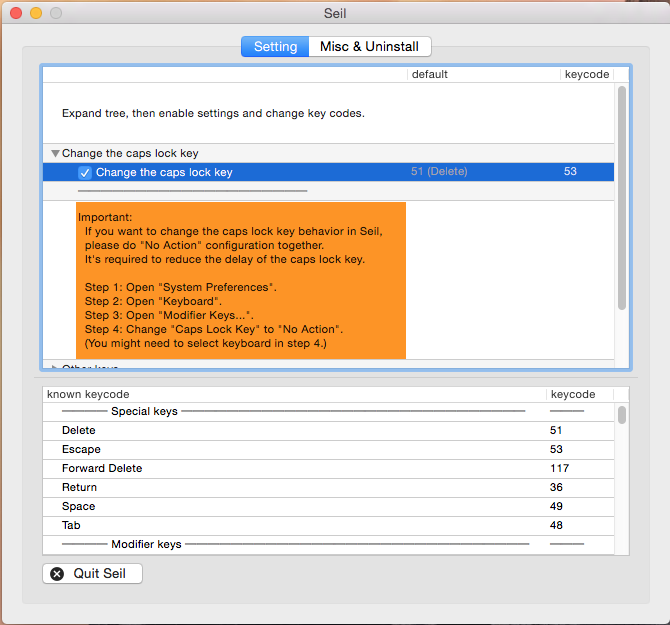 Seil
Setting Misc & Uninstall
default keycode
Expand tree, then enable settings and change key codes.
Change the caps lock key
Change the caps lock key 51 (Delete) 53
Important:
If you want to change the caps lock key behavior in Seil,
please do "No Action" configuration together.
It's required to reduce the delay of the caps lock key.
Step 1: Open "System Preferences".
Step 2: Open "Keyboard".
Step 3: Open "Modifier Keys...".
Step 4: Change "Caps Lock Key" to "No Action".
(You might need to select keyboard in step 4.)
Other keys
known keycode keycode
Special keys
Delete 51
Escape 53
Forward Delete 117
Return 36
Space 49
Tab 48
Modifier keys
Quit Seil